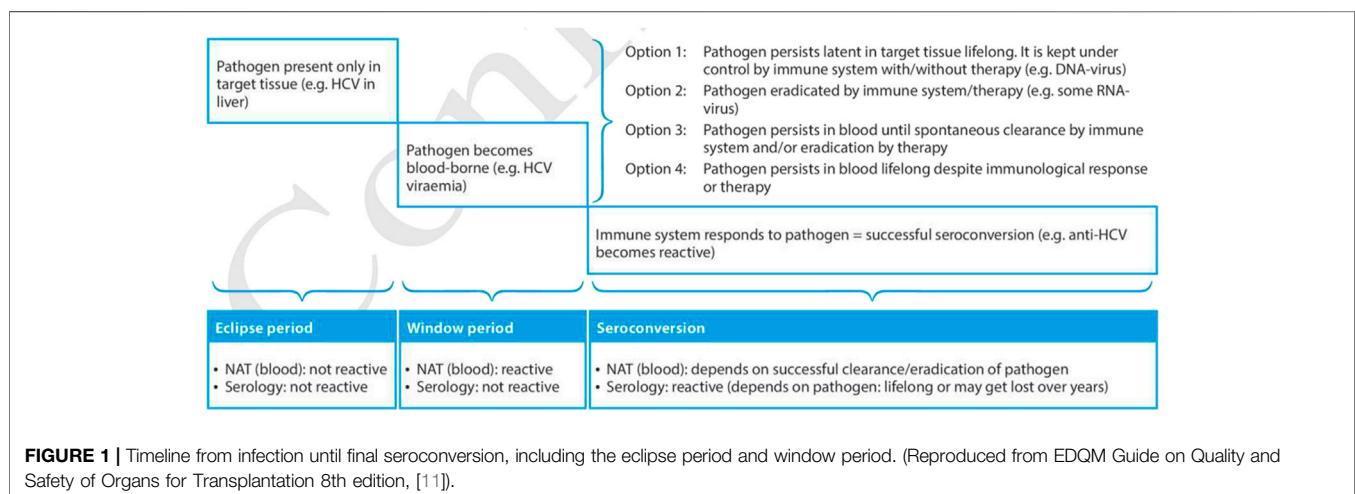 Pathogen present only in
target tissue (e.g. HCV in
liver)
Pathogen becomes
blood-borne (e.g. HCV
viraemia)
Option 1: Pathogen persists latent in target tissue lifelong. It is kept under
control by immune system with/without therapy (e.g. DNA-virus)
Option 2: Pathogen eradicated by immune system/therapy (e.g. some RNA-
virus)
Option 3: Pathogen persists in blood until spontaneous clearance by immune
system and/or eradication by therapy
Option 4: Pathogen persists in blood lifelong despite immunological response
or therapy
Immune system responds to pathogen = successful seroconversion (e.g. anti-HCV
becomes reactive)
Eclipse period
• NAT (blood): not reactive
• Serology: not reactive
Window period
• NAT (blood): reactive
• Serology: not reactive
Seroconversion
• NAT (blood): depends on successful clearance/eradication of pathogen
• Serology: reactive (depends on pathogen: lifelong or may get lost over years)
FIGURE 1 | Timeline from infection until final seroconversion, including the eclipse period and window period. (Reproduced from EDQM Guide on Quality and
Safety of Organs for Transplantation 8th edition, [11]).